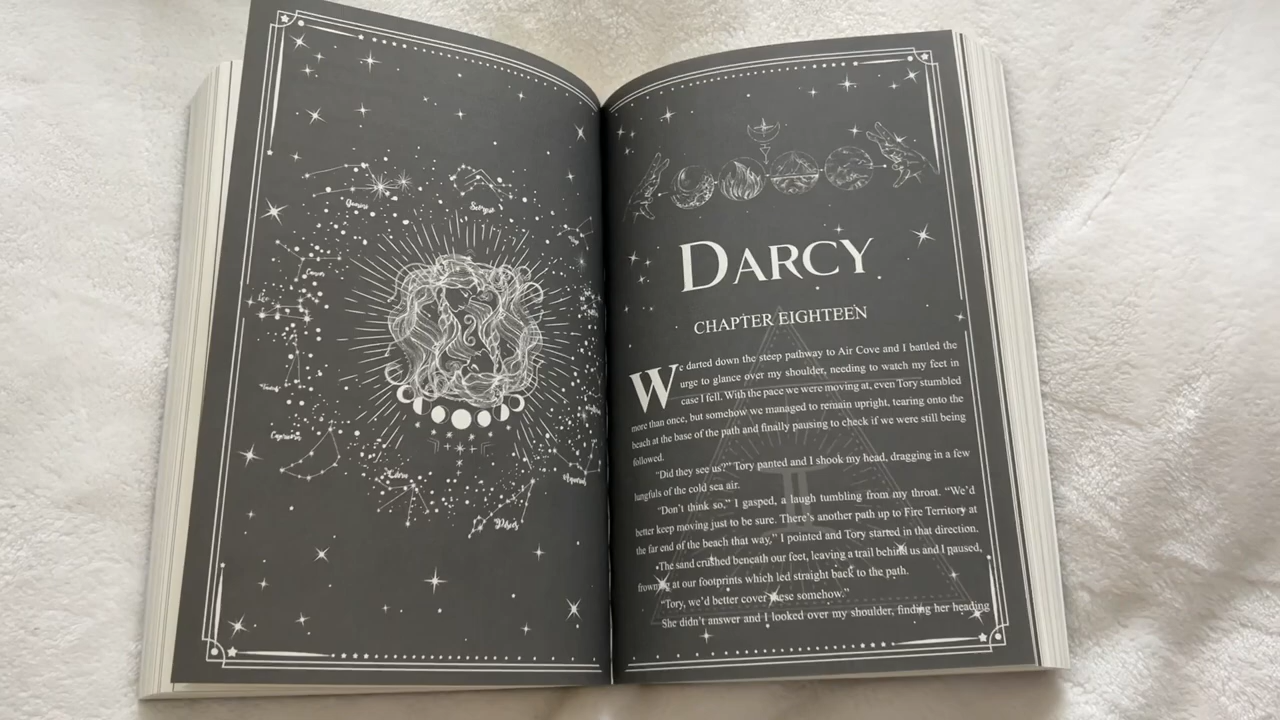 Gemini
Scorpio
Cancer
Taurus
Capricorn
Libra
Aquarius
Pisces
DARCY
CHAPTER EIGHTEEN
We darted down the steep pathway to Air Cove and I battled the
urge to glance over my shoulder, needing to watch my feet in
case I fell. With the pace we were moving at, even Tory stumbled
more than once, but somehow we managed to remain upright, tearing onto the
beach at the base of the path and finally pausing to check if we were still being
followed.
“Did they see us?” Tory panted and I shook my head, dragging in a few
lungfuls of the cold sea air.
“Don’t think so,” I gasped, a laugh tumbling from my throat. “We’d
better keep moving just to be sure. There’s another path up to Fire Territory at
the far end of the beach that way,” I pointed and Tory started in that direction.
The sand crushed beneath our feet, leaving a trail behind us and I paused,
frowning at our footprints which led straight back to the path.
“Tory, we’d better cover these somehow.”
She didn’t answer and I looked over my shoulder, finding her heading